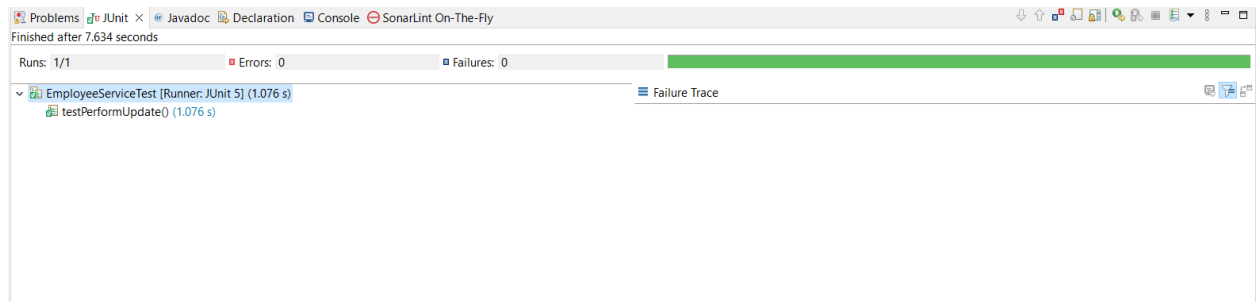 Problems JUnit Javadoc Declaration Console SonarLint On-The-Fly
Finished after 7.634 seconds
Runs: 1/1 Errors: 0 Failures: 0
EmployeeServiceTest [Runner: JUnit 5] (1.076 s)
Failure Trace
testPerformUpdate() (1.076 s)